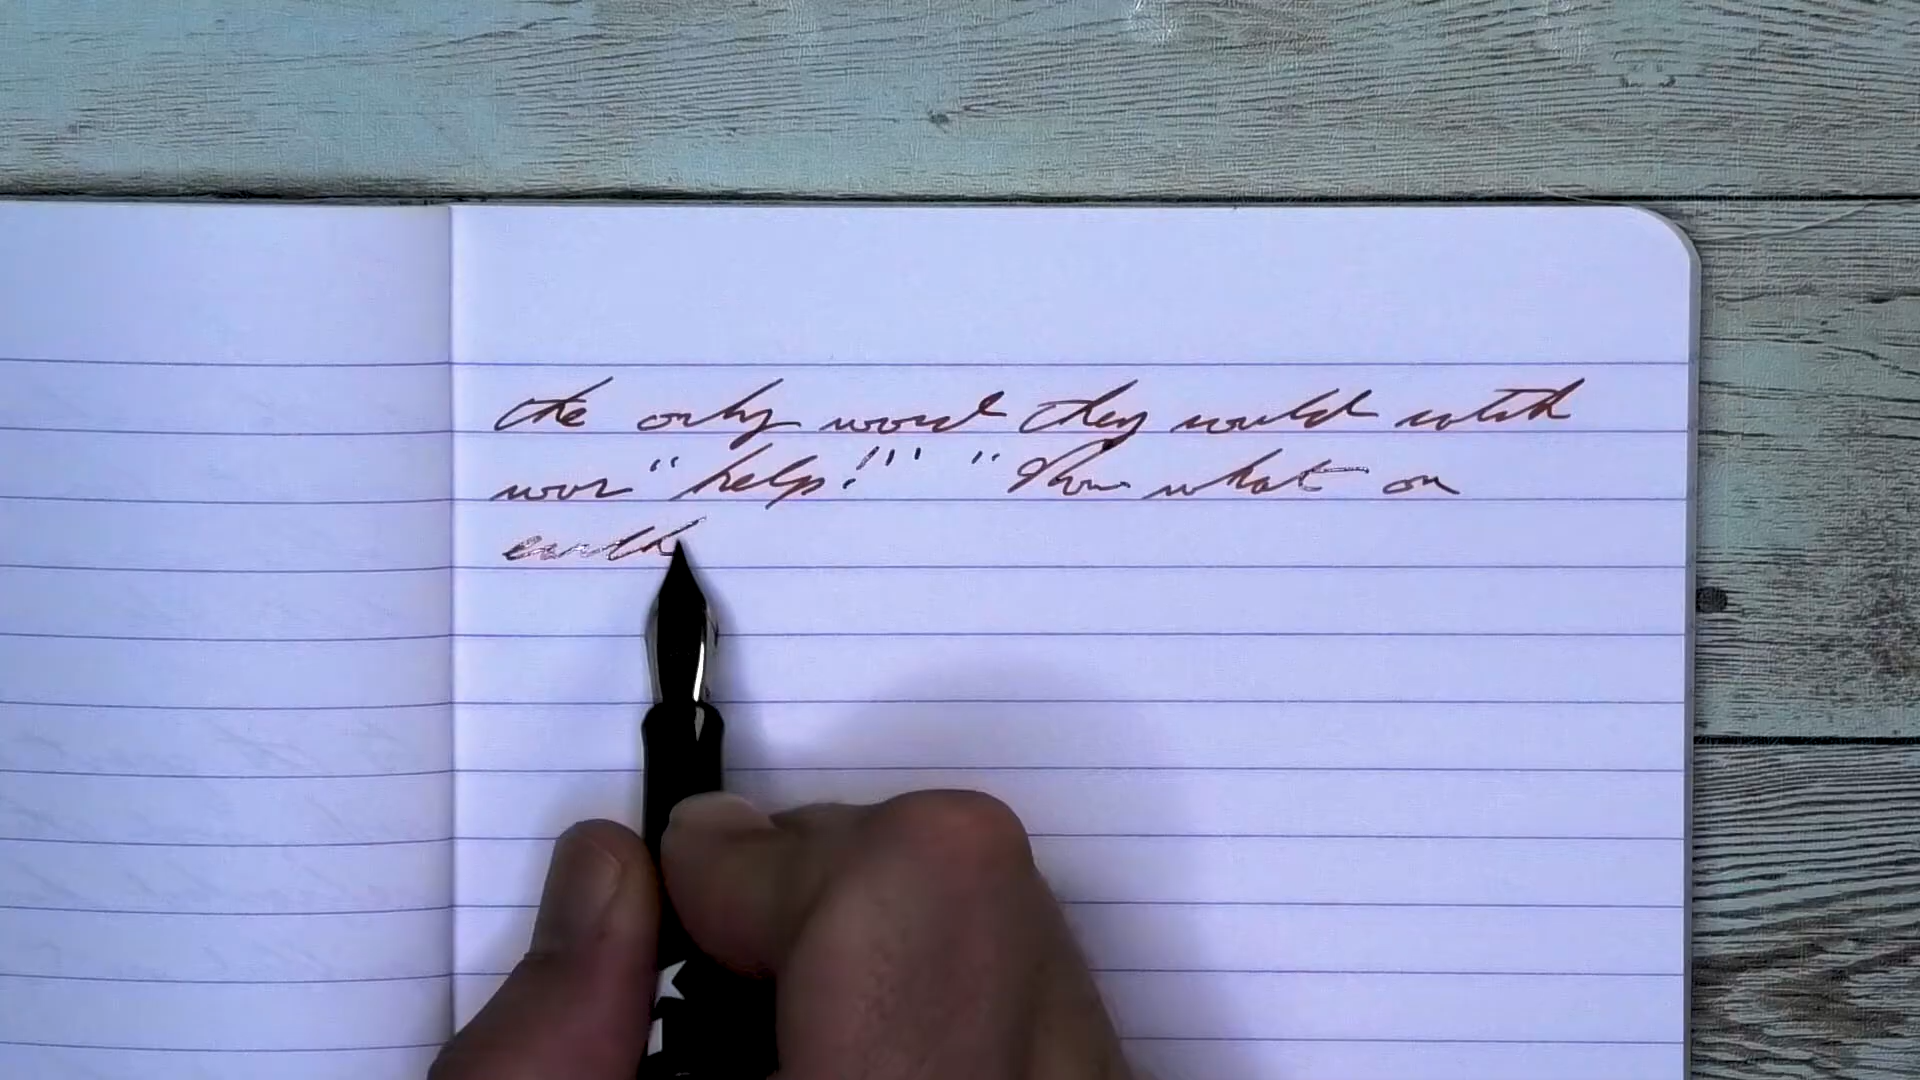 the only word they could catch
was "help!'" "Now what on
earth